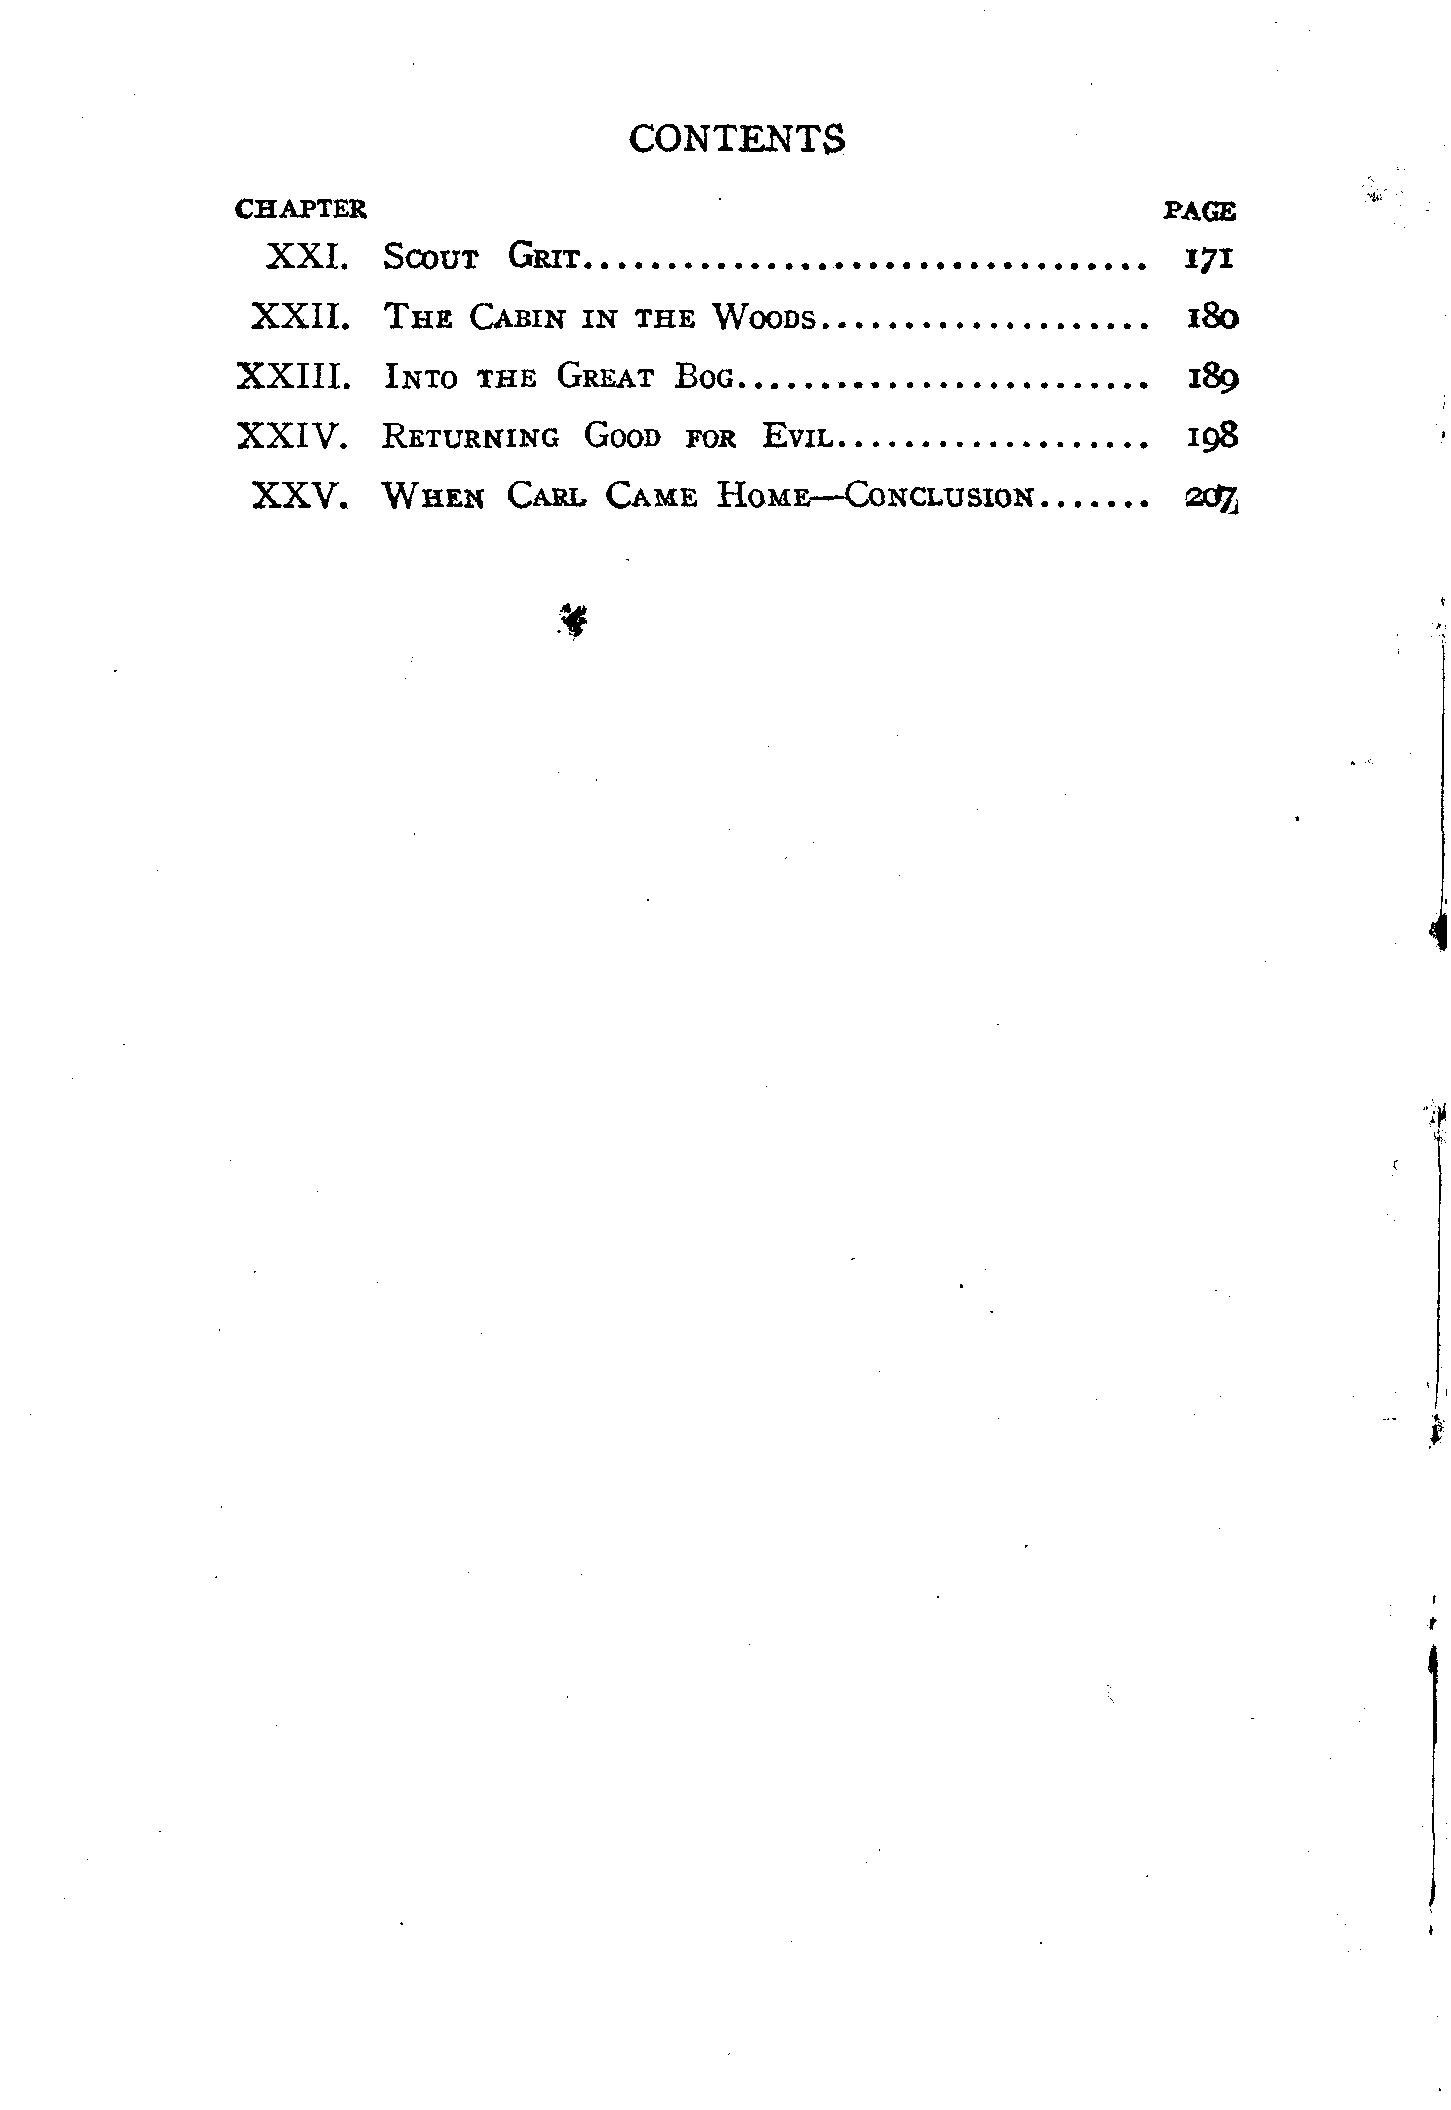 CONTENTS
CHAPTER PAGE
XXI. SCOUT GRIT.................................. 171
XXII. THE CABIN IN THE WOODS.................... 180
XXIII. INTO THE GREAT BOG......................... 189
XXIV. RETURNING GOOD FOR EVIL................... 198
XXV. WHEN CARL CAME HOME—CONCLUSION....... 207